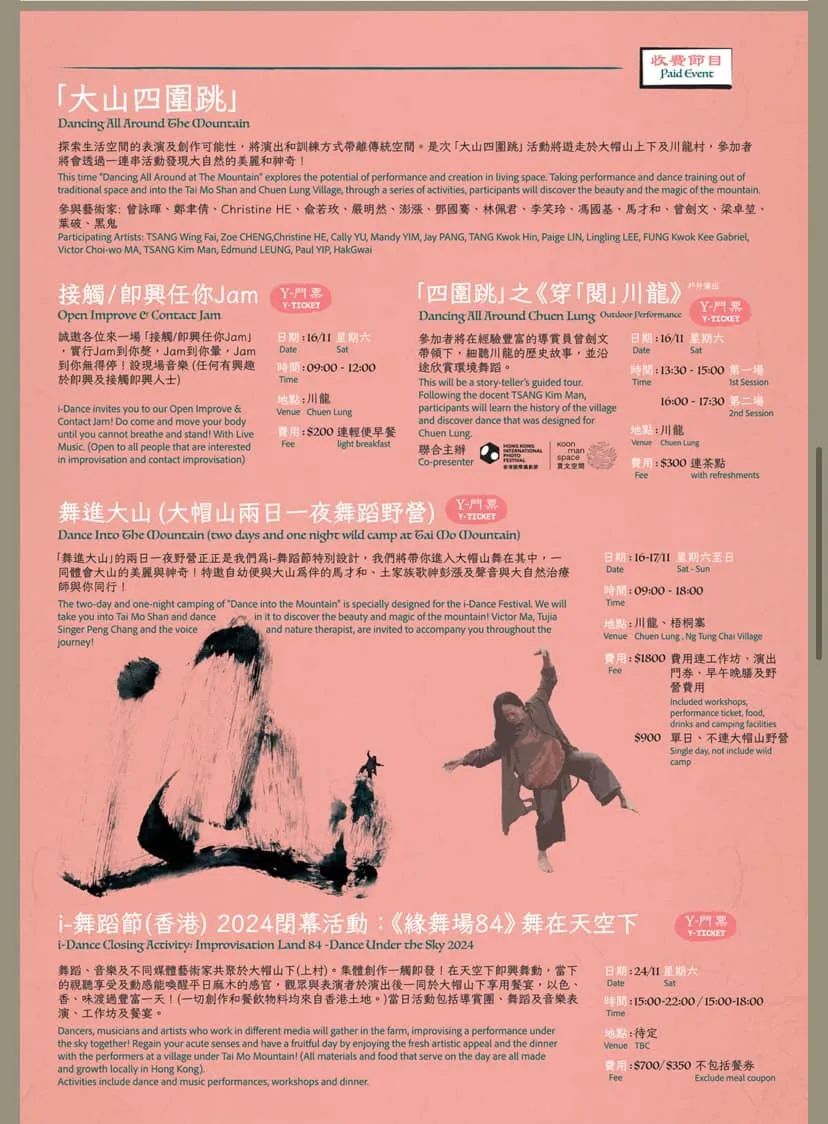 收費節目
Paid Event
「大山四圍跳」
Dancing All Around The Mountain
探索生活空間的表演及創作可能性，將演出和訓練方式帶離傳統空間。是次「大山四圍跳」活動將遊走於大帽山上下及川龍村，參加者
將會透過一連串活動發現大自然的美麗和神奇！
This time "Dancing All Around at The Mountain" explores the potential of performance and creation in living space. Taking performance and dance training out of
traditional space and into the Tai Mo Shan and Chuen Lung Village, through a series of activities, participants will discover the beauty and the magic of the mountain.
參與藝術家: 曾詠暉、鄭聿倩、Christine HE、俞若玫、嚴明然、澎漲、鄧國騫、林佩君、李笑玲、馮國基、馬才和、曾劍文、梁卓堃、
葉破、黑鬼
Participating Artists: TSANG Wing Fai, Zoe CHENG,Christine HE, Cally YU, Mandy YIM, Jay PANG, TANG Kwok Hin, Paige LIN, Lingling LEE, FUNG Kwok Kee Gabriel,
Victor Choi-wo MA, TSANG Kim Man, Edmund LEUNG, Paul YIP, HakGwai
接觸/即興任你Jam
Y-門票
Y-TICKET
Open Improve & Contact Jam
誠邀各位來一場「接觸/即興任你Jam」
，實行Jam到你嘥，Jam到你暈，Jam
到你無得停！設現場音樂 (任何有興趣
於即興及接觸即興人士)
i-Dance invites you to our Open Improve &
Contact Jam! Do come and move your body
until you cannot breathe and stand! With Live
Music. (Open to all people that are interested
in improvisation and contact improvisation)
日期 : 16/11 星期六
Date Sat
時間 : 09:00 - 12:00
Time
地點 : 川龍
Venue Chuen Lung
費用 : $200 連輕便早餐
Fee light breakfast
「四圍跳」之《穿「閱」川龍》戶外演出
Y-門票
Y-TICKET
Dancing All Around Chuen Lung Outdoor Performance
參加者將在經驗豐富的導賞員曾劍文
帶領下，細聽川龍的歷史故事，並沿
途欣賞環境舞蹈。
This will be a story-teller's guided tour.
Following the docent TSANG Kim Man,
participants will learn the history of the village
and discover dance that was designed for
Chuen Lung.
聯合主辦
Co-presenter
HONG KONG
INTERNATIONAL
PHOTO
FESTIVAL
香港國際攝影節
koon
man
space
貫文空間
日期 : 16/11 星期六
Date Sat
時間 : 13:30 - 15:00 第一場
Time 1st Session
16:00 - 17:30 第二場
2nd Session
地點 : 川龍
Venue Chuen Lung
費用 : $300 連茶點
Fee with refreshments
舞進大山 (大帽山兩日一夜舞蹈野營)
Y-門票
Y-TICKET
Dance Into The Mountain (two days and one night wild camp at Tai Mo Mountain)
「舞進大山」的兩日一夜野營正正是我們爲i-舞蹈節特別設計，我們將帶你進入大帽山舞在其中，一
同體會大山的美麗與神奇！特邀自幼便與大山爲伴的馬才和、土家族歌神彭漲及聲音與大自然治療
師與你同行！
The two-day and one-night camping of "Dance into the Mountain" is specially designed for the i-Dance Festival. We will
take you into Tai Mo Shan and dance in it to discover the beauty and magic of the mountain! Victor Ma, Tujia
Singer Peng Chang and the voice and nature therapist, are invited to accompany you throughout the
journey!
日期 : 16-17/11 星期六至日
Date Sat - Sun
時間 : 09:00 - 18:00
Time
地點 : 川龍、梧桐寨
Venue Chuen Lung , Ng Tung Chai Village
費用 : $1800 費用連工作坊、演出
Fee 門券、早午晚膳及野
營費用
Included workshops,
performance ticket, food,
drinks and camping facilities
$900 單日、不連大帽山野營
Single day, not include wild
camp
i-舞蹈節(香港) 2024閉幕活動：《緣舞場84》舞在天空下
Y-門票
Y-TICKET
i-Dance Closing Activity: Improvisation Land 84 -Dance Under the Sky 2024
舞蹈、音樂及不同媒體藝術家共聚於大帽山下(上村)。集體創作一觸即發！在天空下即興舞動，當下
的視聽享受及動感能喚醒平日麻木的感官，觀眾與表演者於演出後一同於大帽山下享用餐宴，以色、
香、味渡過豐富一天！(一切創作和餐飲物料均來自香港土地。)當日活動包括導賞團、舞蹈及音樂表
演、工作坊及餐宴。
Dancers, musicians and artists who work in different media will gather in the farm, improvising a performance under
the sky together! Regain your acute senses and have a fruitful day by enjoying the fresh artistic appeal and the dinner
with the performers at a village under Tai Mo Mountain! (All materials and food that serve on the day are all made
and growth locally in Hong Kong).
Activities include dance and music performances, workshops and dinner.
日期 : 24/11 星期六
Date Sat
時間 : 15:00-22:00 / 15:00-18:00
Time
地點 : 待定
Venue TBC
費用 : $700/ $350 不包括餐券
Fee Exclude meal coupon